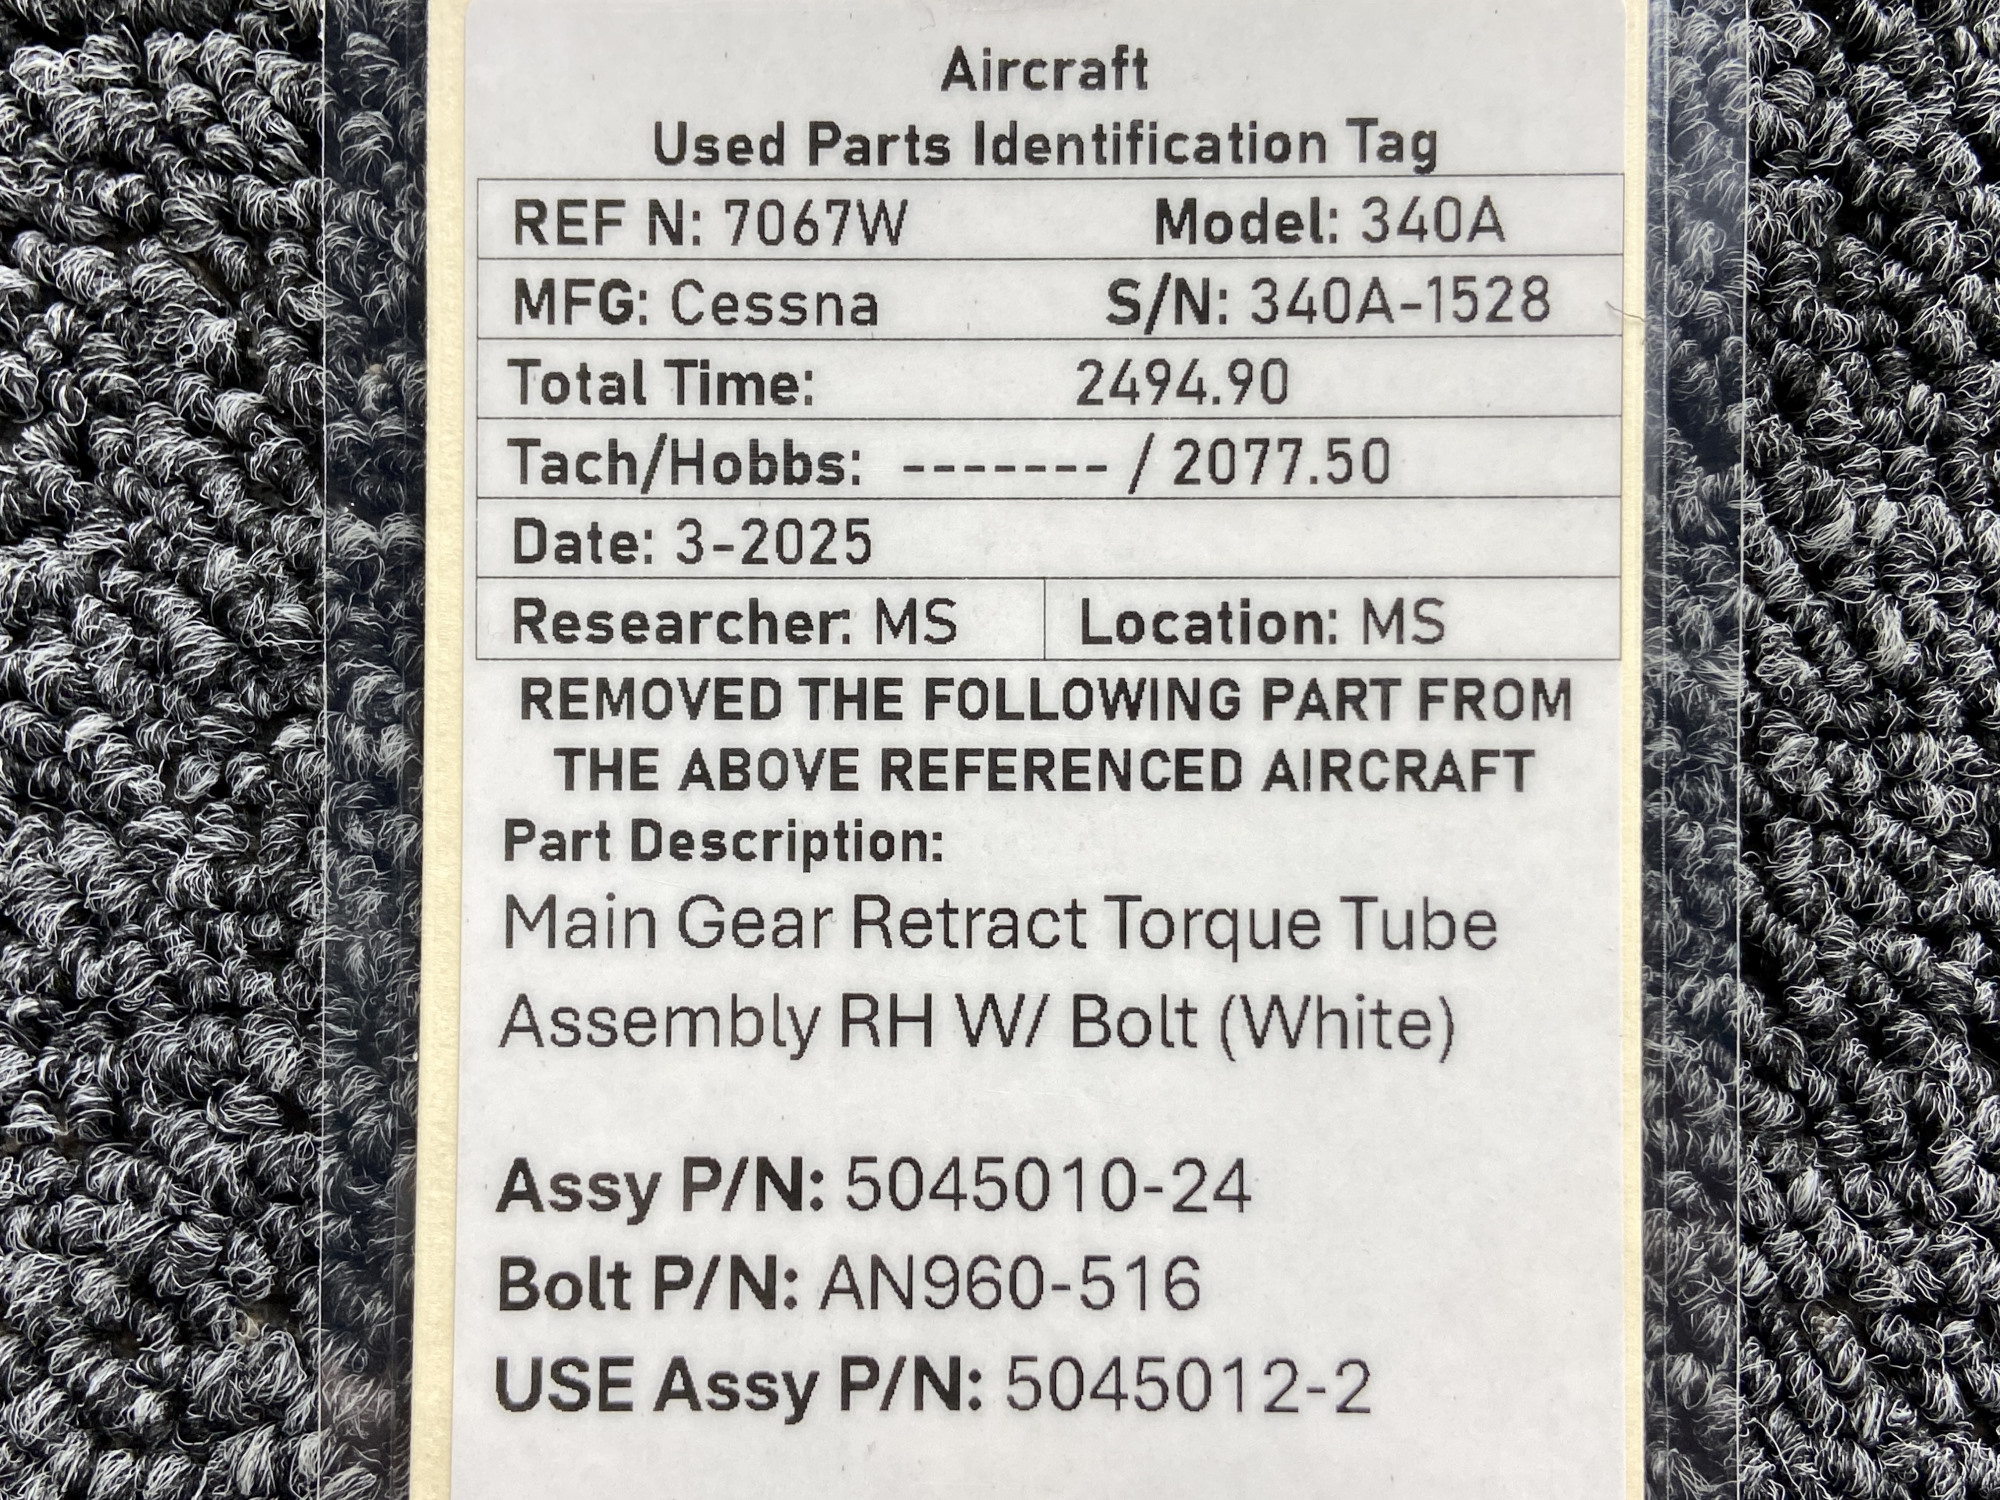 Aircraft
Used Parts Identification Tag
REF N: 7067W Model: 340A
MFG: Cessna S/N: 340A-1528
Total Time: 2494.90
Tach/Hobbs: ------- / 2077.50
Date: 3-2025
Researcher: MS Location: MS
REMOVED THE FOLLOWING PART FROM
THE ABOVE REFERENCED AIRCRAFT
Part Description:
Main Gear Retract Torque Tube
Assembly RH W/ Bolt (White)
Assy P/N: 5045010-24
Bolt P/N: AN960-516
USE Assy P/N: 5045012-2